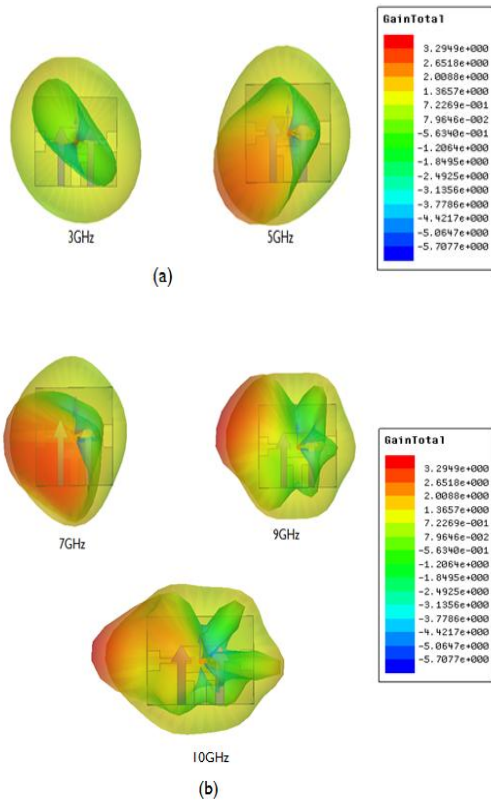 GainTotal
3.2949e+000
2.6518e+000
2.0088e+000
1.3657e+000
7.2269e-001
7.9646e-002
-5.6340e-001
-1.2064e+000
-1.8495e+000
-2.4925e+000
-3.1356e+000
-3.7786e+000
-4.4217e+000
-5.0647e+000
-5.7077e+000
3GHz
5GHz
(a)
7GHz
9GHz
GainTotal
3.2949e+000
2.6518e+000
2.0088e+000
1.3657e+000
7.2269e-001
7.9646e-002
-5.6340e-001
-1.2064e+000
-1.8495e+000
-2.4925e+000
-3.1356e+000
-3.7786e+000
-4.4217e+000
-5.0647e+000
-5.7077e+000
10GHz
(b)